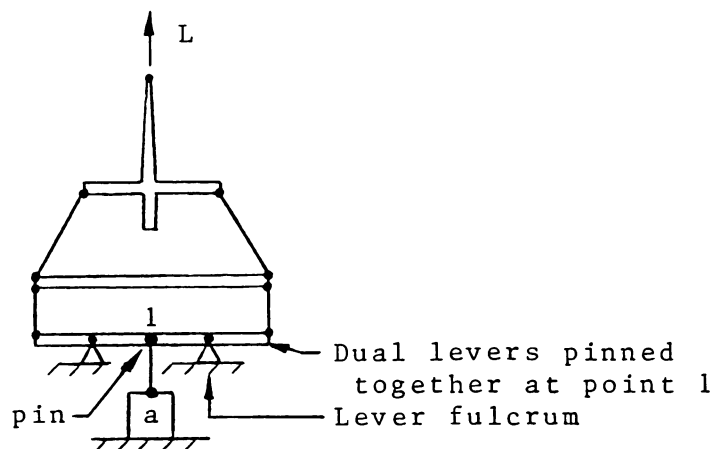 L
1
Dual levers pinned
together at point 1
pin
Lever fulcrum
a